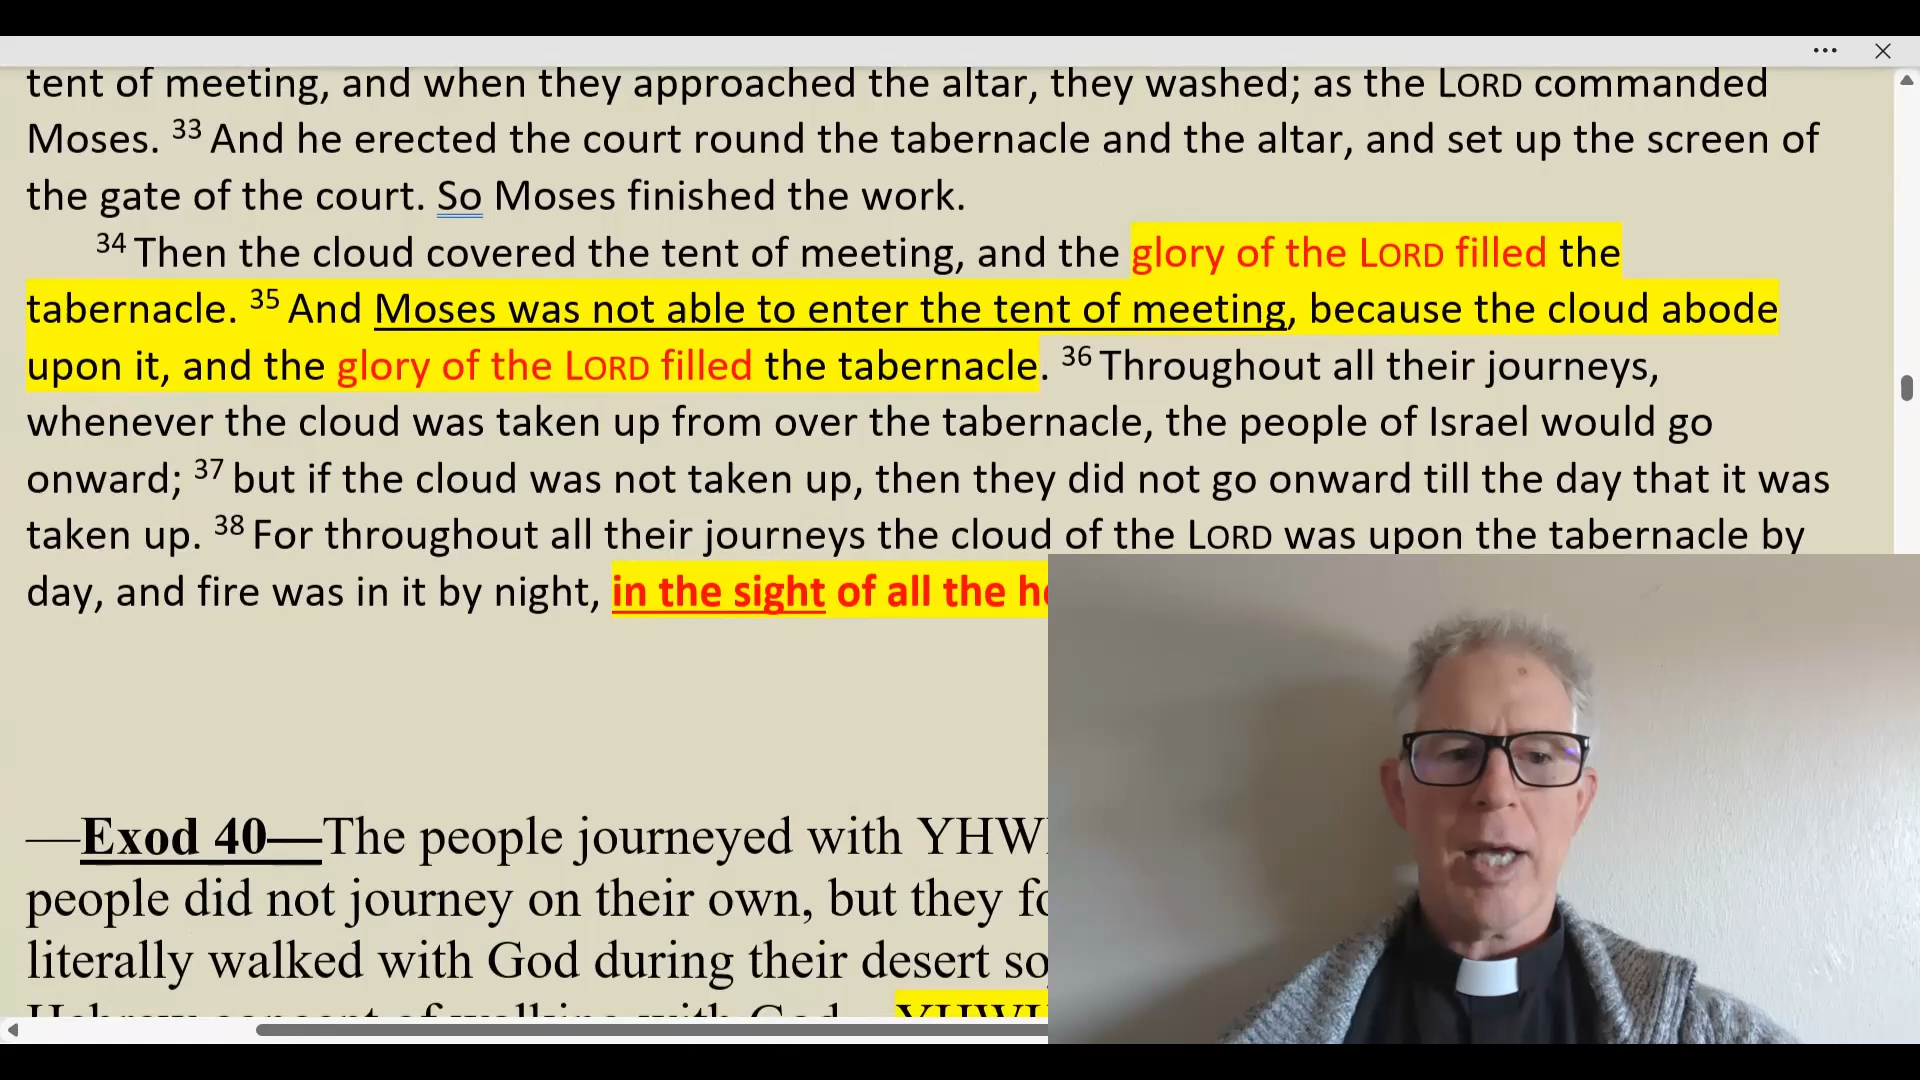 tent of meeting, and when they approached the altar, they washed; as the LORD commanded
Moses. 33 And he erected the court round the tabernacle and the altar, and set up the screen of
the gate of the court. So Moses finished the work.
34 Then the cloud covered the tent of meeting, and the glory of the LORD filled the
tabernacle. 35 And Moses was not able to enter the tent of meeting, because the cloud abode
upon it, and the glory of the LORD filled the tabernacle. 36 Throughout all their journeys,
whenever the cloud was taken up from over the tabernacle, the people of Israel would go
onward; 37 but if the cloud was not taken up, then they did not go onward till the day that it was
taken up. 38 For throughout all their journeys the cloud of the LORD was upon the tabernacle by
day, and fire was in it by night, in the sight of all the
—Exod 40—The people journeyed with
people did not journey on their own, but they
literally walked with God during their desert
Hebrew concept of walking with God